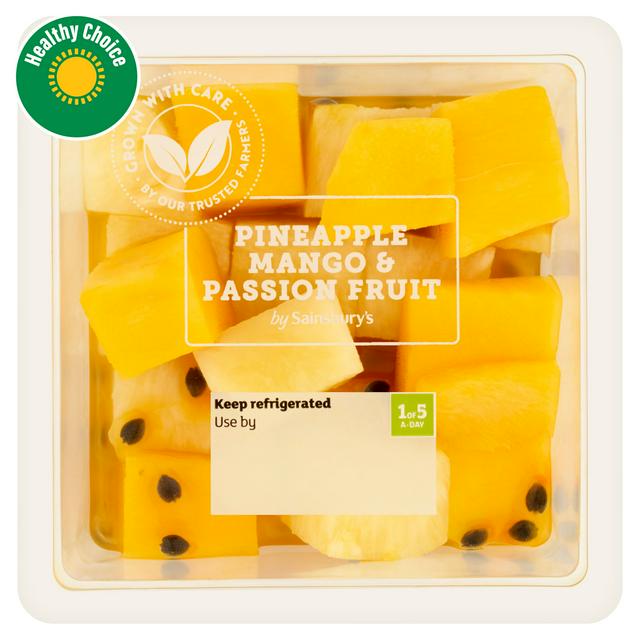 Healthy Choice
GROWN WITH CARE
BY OUR TRUSTED FARMERS
PINEAPPLE
MANGO &
PASSION FRUIT
by Sainsbury's
Keep refrigerated
Use by
1 OF 5
A-DAY